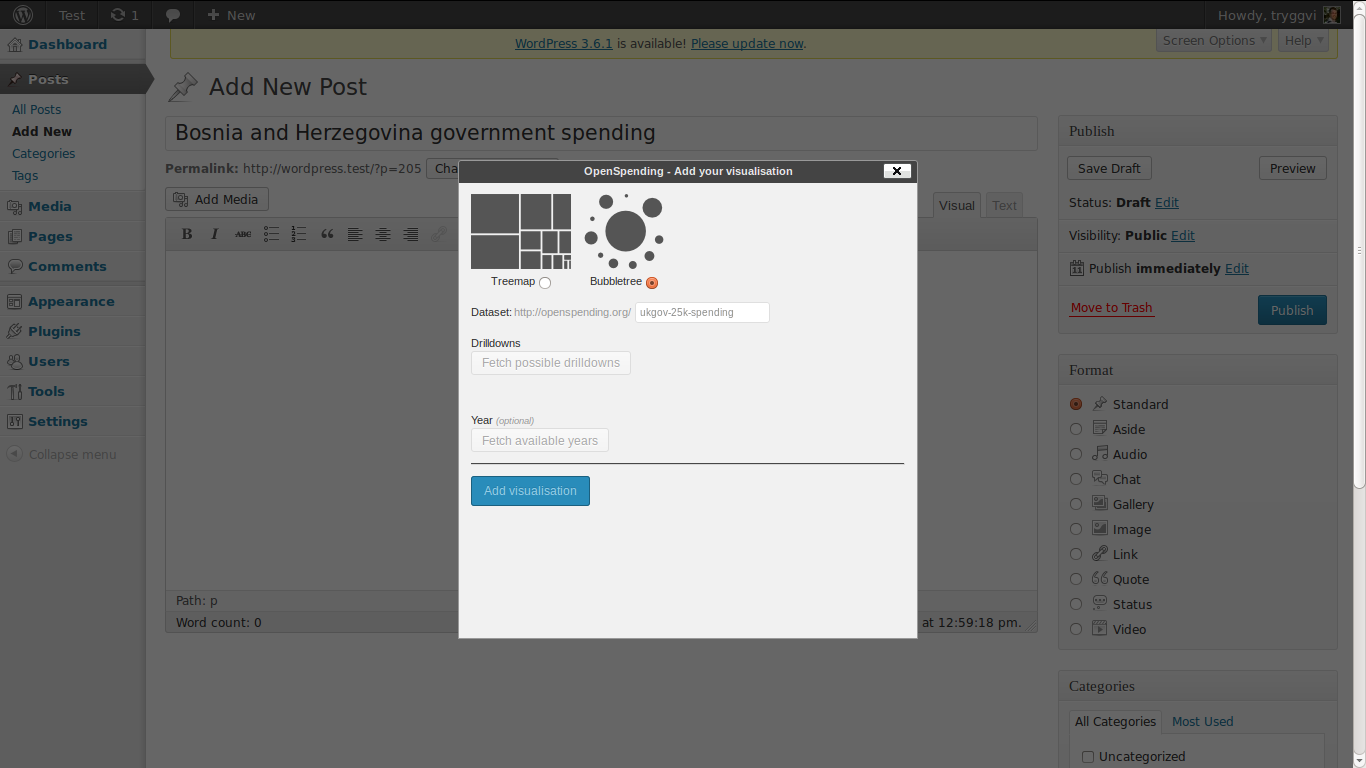 Test 1 New Howdy, tryggvi
WordPress 3.6.1 is available! Please update now.
Screen Options Help
Dashboard
Posts
All Posts
Add New
Categories
Tags
Media
Pages
Comments
Appearance
Plugins
Users
Tools
Settings
Collapse menu
Add New Post
Bosnia and Herzegovina government spending
Permalink: http://wordpress.test/?p=205 Cha
Add Media
Visual Text
B I ABC
Path: p
Word count: 0
at 12:59:18 pm.
OpenSpending - Add your visualisation
Treemap Bubbletree
Dataset: http://openspending.org/ ukgov-25k-spending
Drilldowns
Fetch possible drilldowns
Year (optional)
Fetch available years
Add visualisation
Publish
Save Draft Preview
Status: Draft Edit
Visibility: Public Edit
Publish immediately Edit
Move to Trash Publish
Format
Standard
Aside
Audio
Chat
Gallery
Image
Link
Quote
Status
Video
Categories
All Categories Most Used
Uncategorized